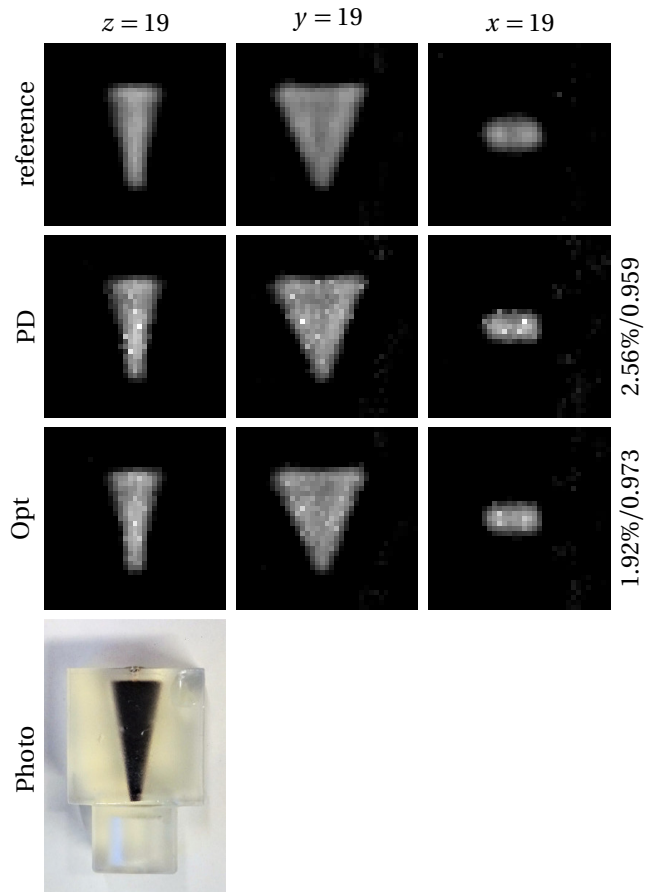 z = 19
y = 19
x = 19
reference
PD
2.56%/0.959
Opt
1.92%/0.973
Photo